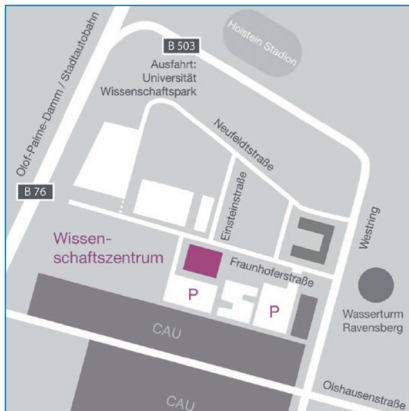 B 503
Holstein Stadion
Ausfahrt:
Universität
Wissenschaftspark
Olof-Palme-Damm / Stadtautobahn
Neufeldtstraße
B 76
Einsteinstraße
Westring
Wissen-
schaftszentrum
Fraunhoferstraße
P
P
Wasserturm
Ravensberg
CAU
Olshausenstraße
CAU